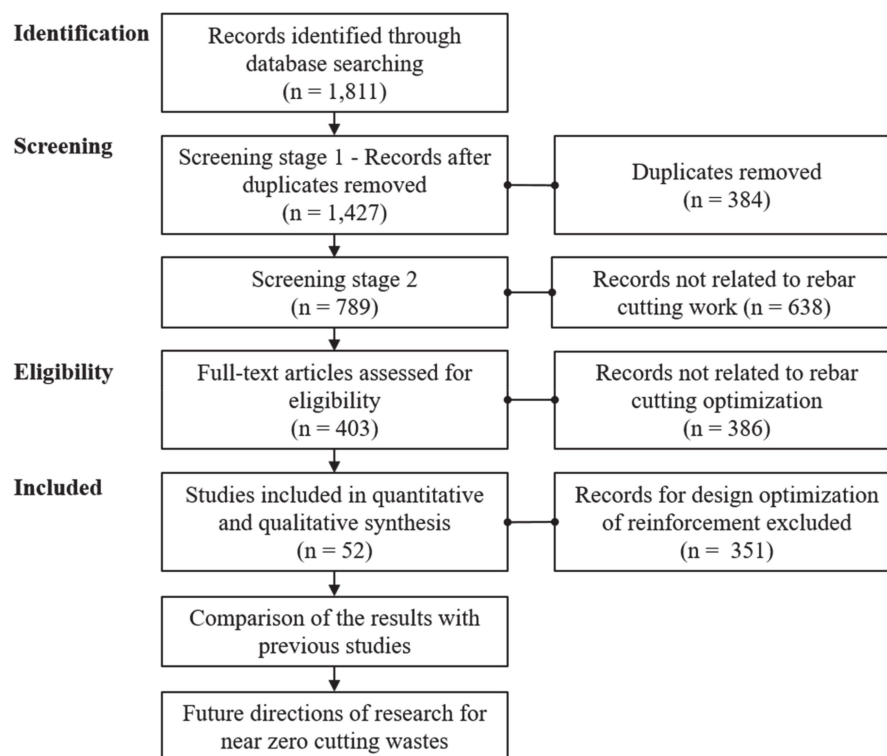 Identification
Records identified through
database searching
(n = 1,811)
Screening
Screening stage 1 - Records after
duplicates removed
(n = 1,427)
Duplicates removed
(n = 384)
Screening stage 2
(n = 789)
Records not related to rebar
cutting work (n = 638)
Eligibility
Full-text articles assessed for
eligibility
(n = 403)
Records not related to rebar
cutting optimization
(n = 386)
Included
Studies included in quantitative
and qualitative synthesis
(n = 52)
Records for design optimization
of reinforcement excluded
(n = 351)
Comparison of the results with
previous studies
Future directions of research for
near zero cutting wastes